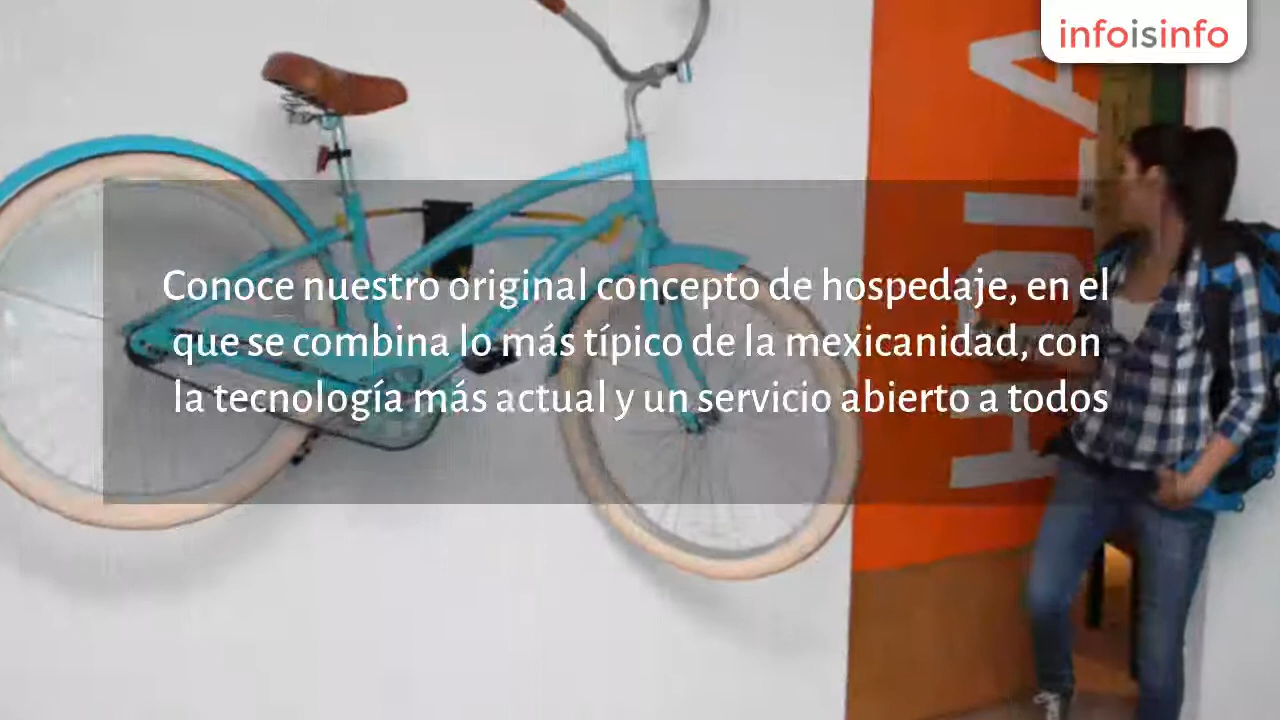 infoisinfo
HOLA
Conoce nuestro original concepto de hospedaje, en el
que se combina lo más típico de la mexicanidad, con
la tecnología más actual y un servicio abierto a todos